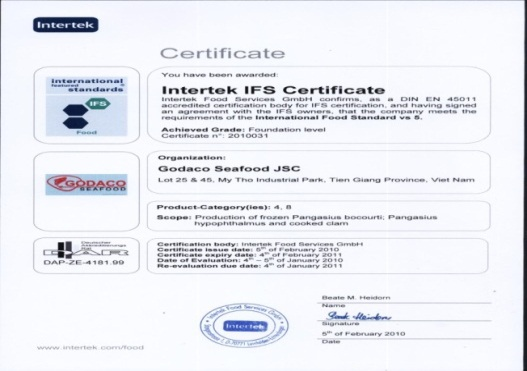 Intertek
Certificate
You have been awarded:
Intertek IFS Certificate
Intertek Food Services GmbH confirms, as a DIN EN 45011
accredited certification body for IFS certification, and having signed
an agreement with the IFS owners, that the company meets the
requirements of the International Food Standard vs 5.
Achieved Grade: Foundation level
Certificate n°: 2010031
international
featured
standards
IFS
Food
Organization:
Godaco Seafood JSC
Lot 25 & 45, My Tho Industrial Park, Tien Giang Province, Viet Nam
GODACO
SEAFOOD
Product-Category(ies): 4, 8
Scope: Production of frozen Pangasius bocourti; Pangasius
hypophthalmus and cooked clam
Certification body: Intertek Food Services GmbH
Certificate issue date: 5th of February 2010
Certificate expiry date: 4th of February 2011
Date of Evaluation: 4th – 5th of January 2010
Re-evaluation due date: 4th of January 2011
Deutscher
DAR
DAP-ZE-4181.99
Beate M. Heidorn
Name
Signature
5th of February 2010
Date
Intertek Food Services GmbH
Intertek
www.intertek.com/food